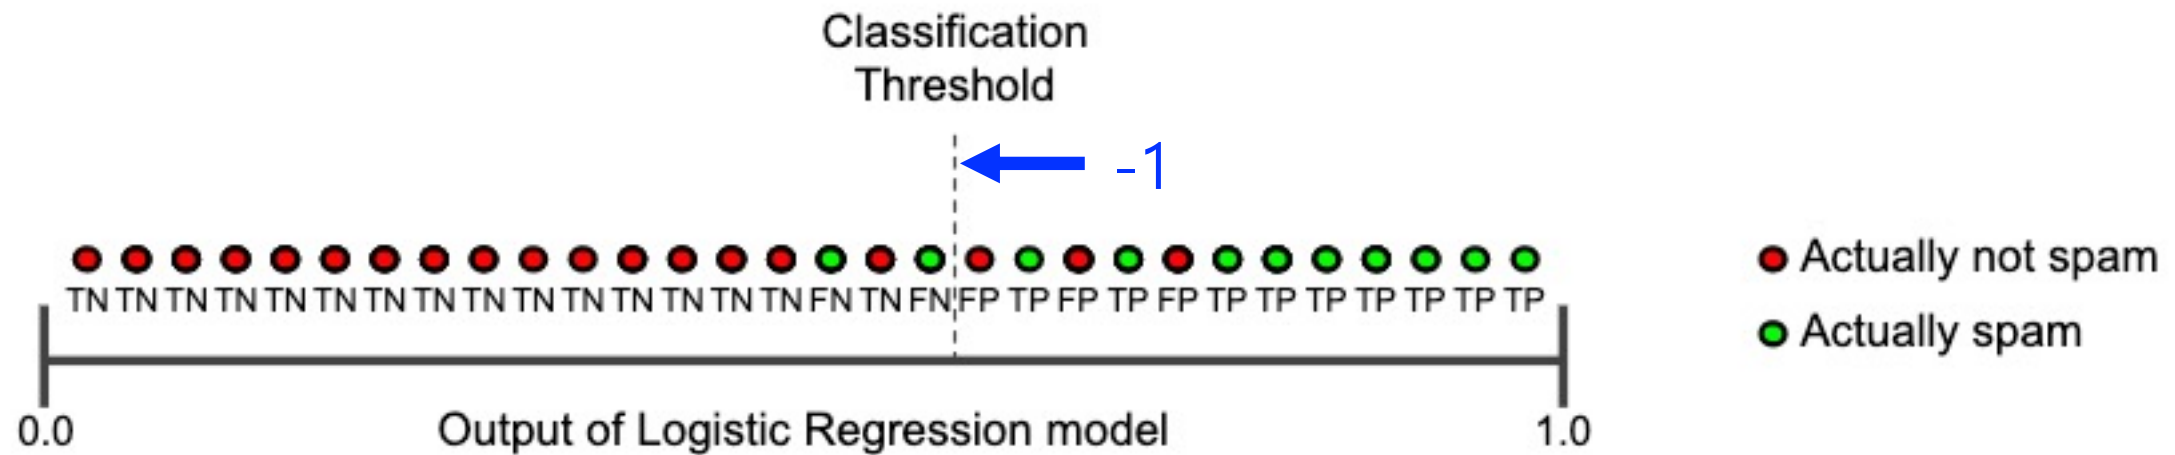 Classification
Threshold
-1
TN TN TN TN TN TN TN TN TN TN TN TN TN TN TN FN TN FN FP TP FP TP FP TP TP TP TP TP TP TP
Actually not spam
Actually spam
0.0
Output of Logistic Regression model
1.0